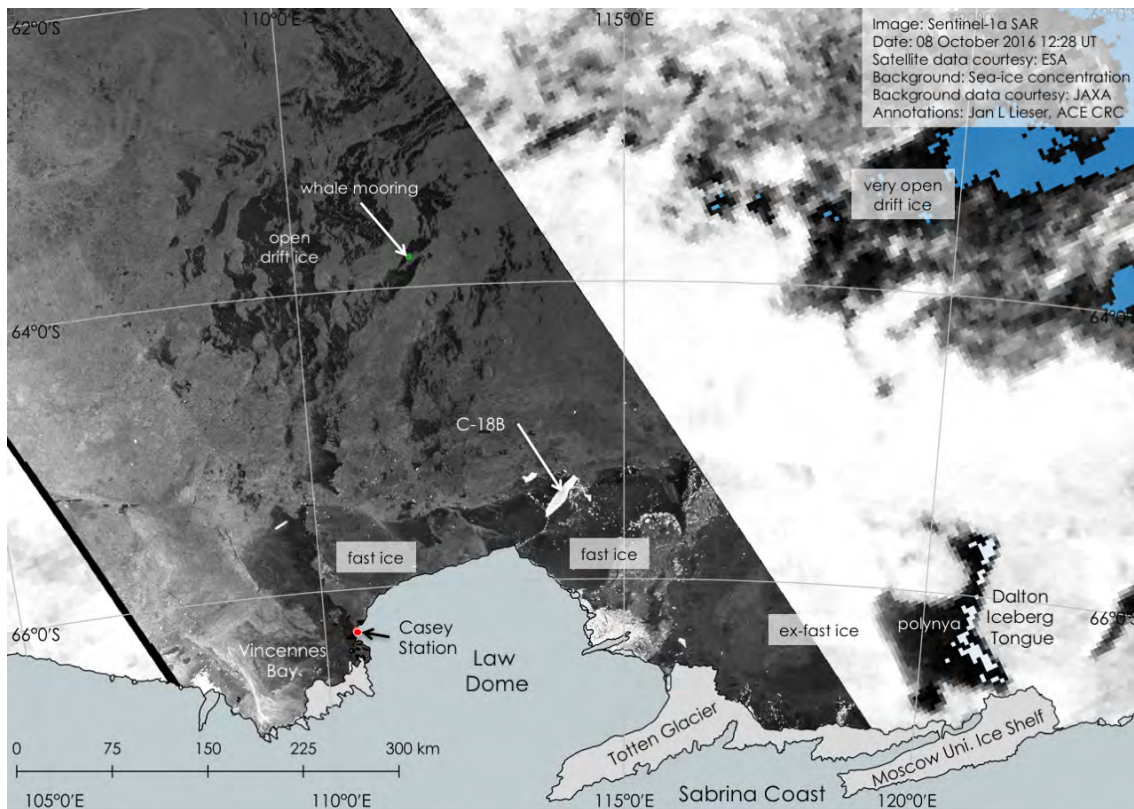 62°0'S
110°0'E
115°0'E
Image: Sentinel-1a SAR
Date: 08 October 2016 12:28 UT
Satellite data courtesy: ESA
Background: Sea-ice concentration
Background data courtesy: JAXA
Annotations: Jan L Lieser, ACE CRC
whale mooring
very open
drift ice
open
drift ice
64°0'S
64°0'S
C-18B
fast ice
fast ice
Dalton
Iceberg
Tongue
polynya
ex-fast ice
66°0'S
66°0'S
Casey
Station
Vincennes
Bay
Law
Dome
0 75 150 225 300 km
Totten Glacier
Moscow Uni. Ice Shelf
Sabrina Coast
105°0'E
110°0'E
115°0'E
120°0'E